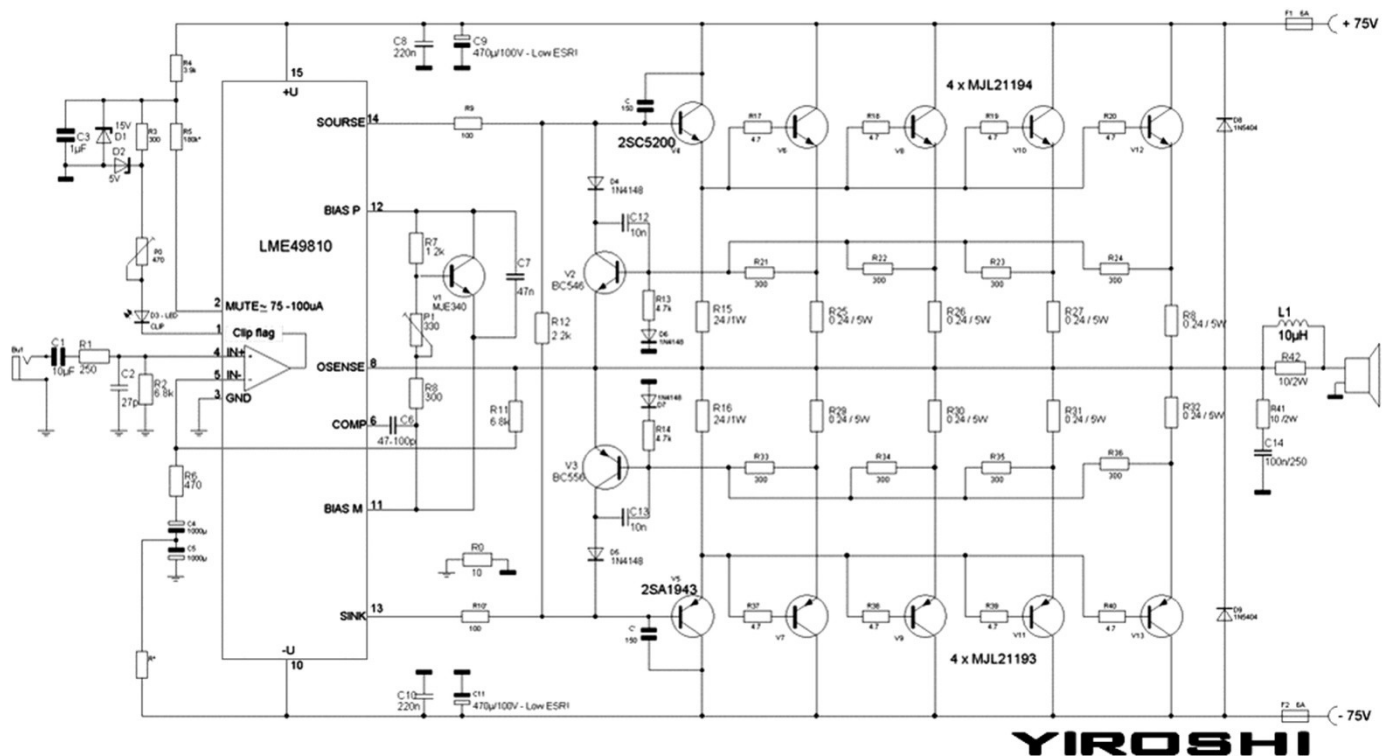 F1 6A
+ 75V
C8
220n
C9
470µ/100V - Low ESR!
R4
3.9k
15
+U
C3
1µF
15V
D1
D2
5V
R3
300
R5
180k*
SOURSE 14
R9
100
C
150
2SC5200
V4
4 x MJL21194
R17
4.7
V6
R18
4.7
V8
R19
4.7
V10
R20
4.7
V12
D8
1N5404
D4
1N4148
BIAS P 12
LME49810
R7
1.2k
V1
MJE340
C7
47n
C12
10n
V2
BC546
P0
470
P1
330
R21
300
R22
300
R23
300
R24
300
2 MUTE~ 75 -100uA
D3 - LED
CLIP
1 Clip flag
R12
2.2k
R13
4.7k
D6
1N4148
R15
24 /1W
R25
0.24 / 5W
R26
0.24 / 5W
R27
0.24 / 5W
R8
0.24 / 5W
L1
10µH
Bu1
C1
10µF
R1
250
4 IN+
5 IN-
3 GND
C2
27p
R2
6.8k
OSENSE 8
R42
10/2W
R8
300
COMP 6
C6
47-100p
R11
6.8k
1N4148
D7
R14
4.7k
R16
24 /1W
R29
0.24 / 5W
R30
0.24 / 5W
R31
0.24 / 5W
R32
0.24 / 5W
R41
10 /2W
C14
100n/250
R6
470
C4
1000µ
C5
1000µ
V3
BC556
R33
300
R34
300
R35
300
R36
300
BIAS M 11
C13
10n
R0
10
D5
1N4148
SINK 13
R10'
100
2SA1943
V5
C
150
R37
4.7
V7
R38
4.7
V9
R39
4.7
V11
R40
4.7
V13
D9
1N5404
4 x MJL21193
R*
-U
10
C10
220n
C11
470µ/100V - Low ESR!
F2 6A
- 75V
YIROSHI